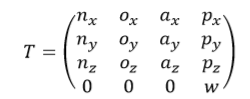 n_x o_x a_x p_x
n_y o_y a_y p_y
T = n_z o_z a_z p_z
0 0 0 w